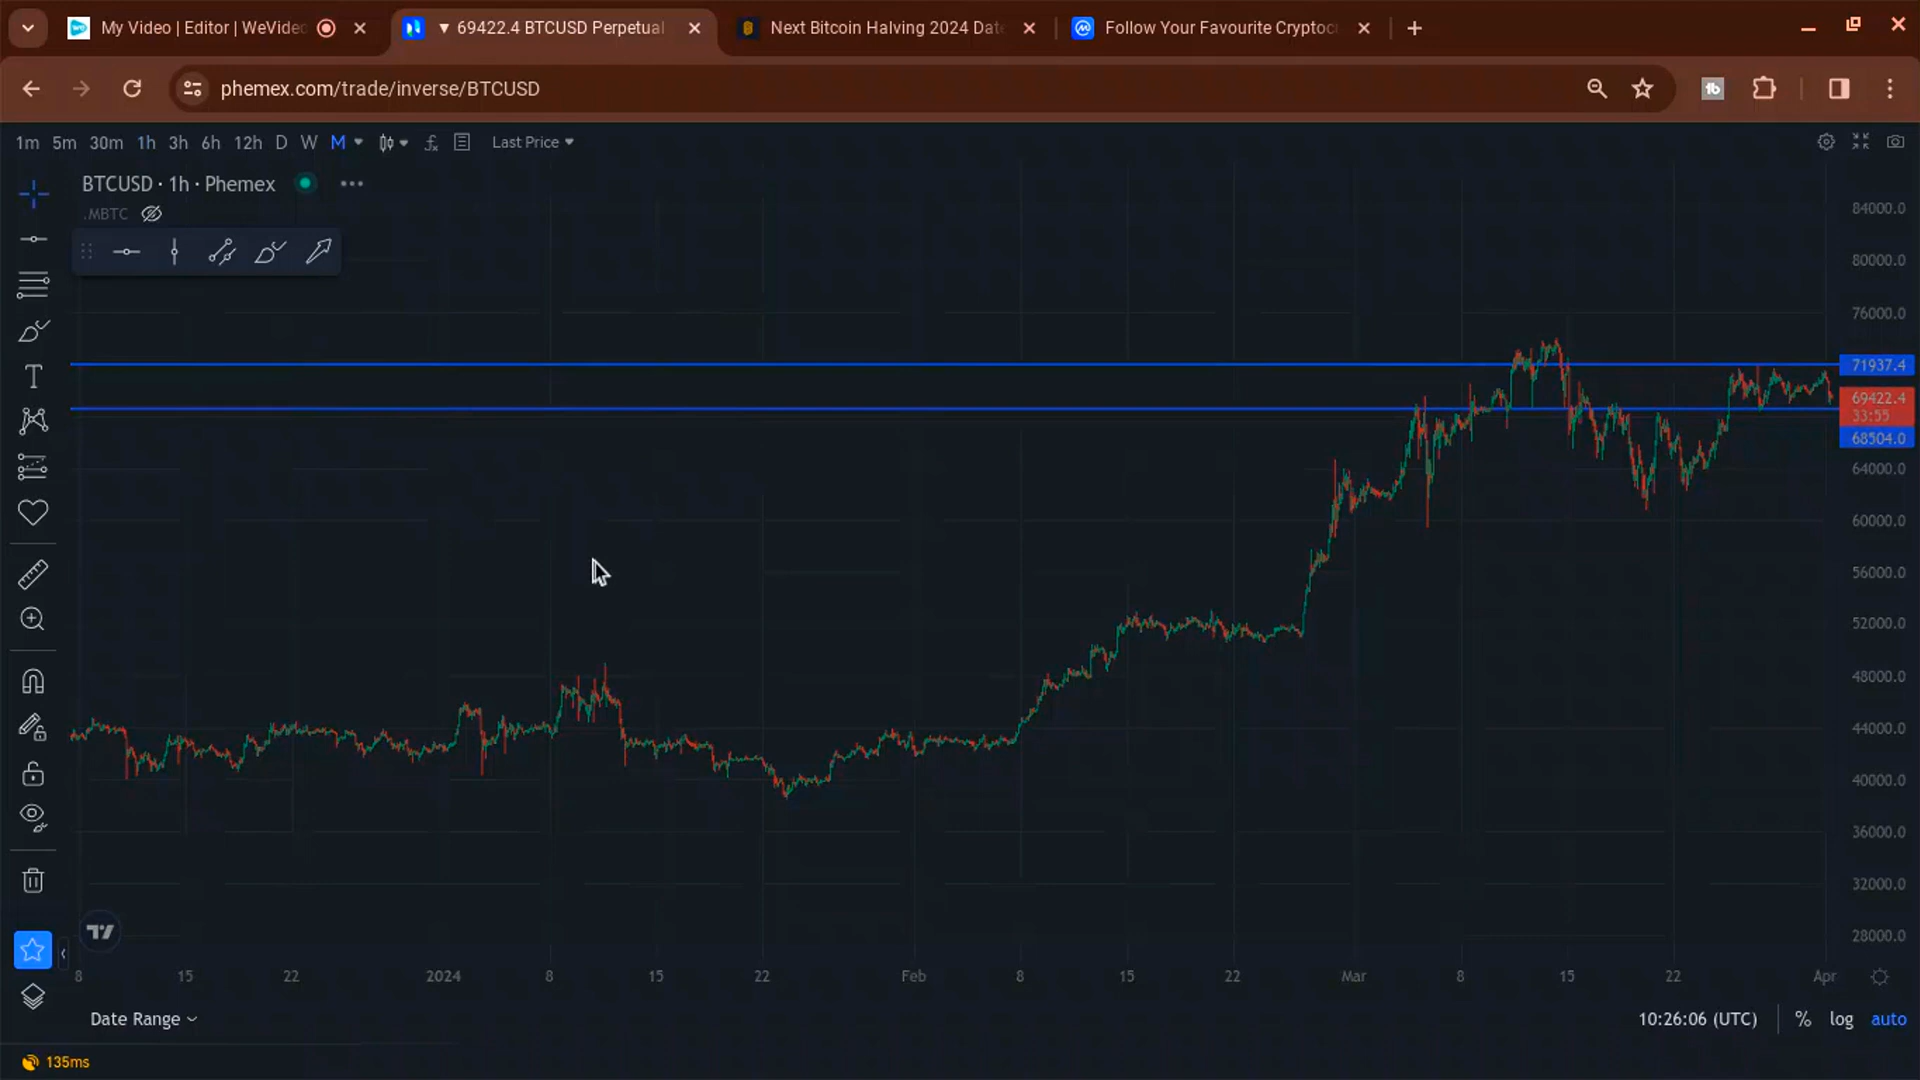 My Video | Editor | WeVide
▼ 69422.4 BTCUSD Perpetual
Next Bitcoin Halving 2024 Dat
Follow Your Favourite Cryptoc
phemex.com/trade/inverse/BTCUSD
1m 5m 30m 1h 3h 6h 12h D W M
Last Price
BTCUSD · 1h · Phemex
.MBTC
84000.0
80000.0
76000.0
71937.4
69422.4
33:55
68504.0
64000.0
60000.0
56000.0
52000.0
48000.0
44000.0
40000.0
36000.0
32000.0
28000.0
8 15 22 2024 8 15 22 Feb 8 15 22 Mar 8 15 22 Apr
Date Range
10:26:06 (UTC) % log auto
135ms